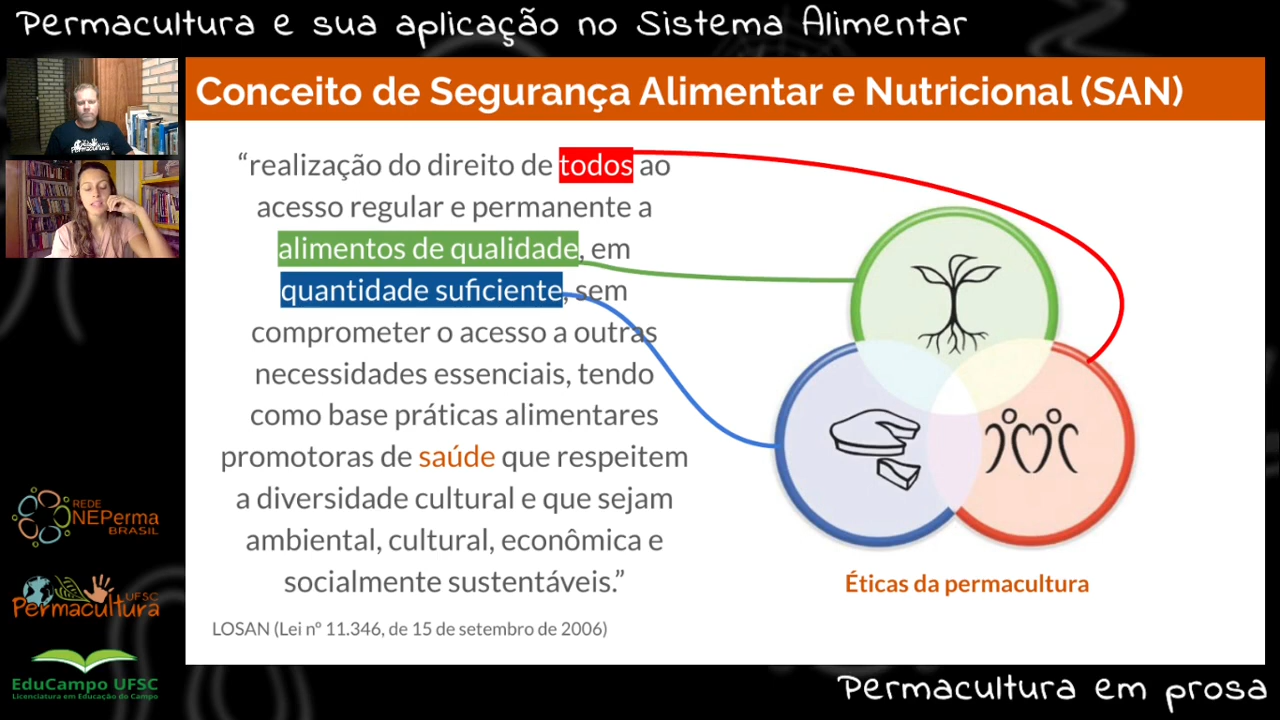 Permacultura e sua aplicação no Sistema Alimentar
Conceito de Segurança Alimentar e Nutricional (SAN)
“realização do direito de todos ao
acesso regular e permanente a
alimentos de qualidade, em
quantidade suficiente, sem
comprometer o acesso a outras
necessidades essenciais, tendo
como base práticas alimentares
promotoras de saúde que respeitem
a diversidade cultural e que sejam
ambiental, cultural, econômica e
socialmente sustentáveis.”
LOSAN (Lei nº 11.346, de 15 de setembro de 2006)
Éticas da permacultura
Permacultura
REDE
NEPerma
BRASIL
UFSC
Permacultura
EduCampo UFSC
Licenciatura em Educação do Campo
Permacultura em prosa